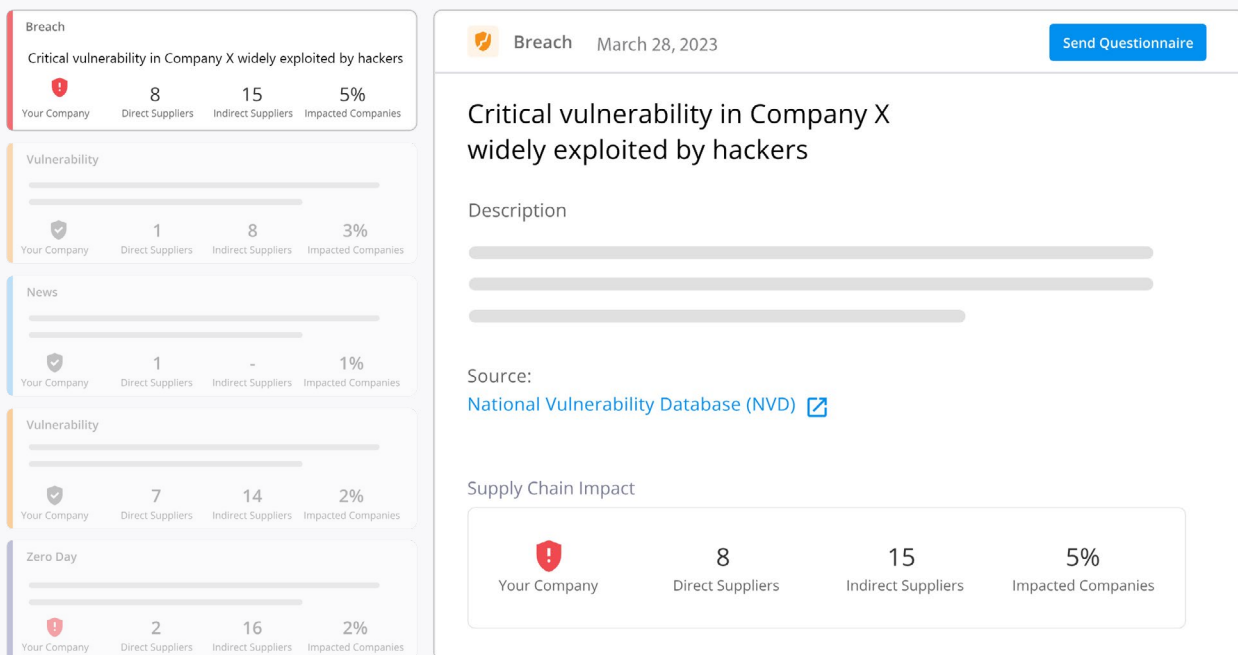 Breach
Critical vulnerability in Company X widely exploited by hackers
8 15 5%
Your Company Direct Suppliers Indirect Suppliers Impacted Companies
Vulnerability
1 8 3%
Your Company Direct Suppliers Indirect Suppliers Impacted Companies
News
1 - 1%
Your Company Direct Suppliers Indirect Suppliers Impacted Companies
Vulnerability
7 14 2%
Your Company Direct Suppliers Indirect Suppliers Impacted Companies
Zero Day
2 16 2%
Your Company Direct Suppliers Indirect Suppliers Impacted Companies
Breach March 28, 2023
Send Questionnaire
Critical vulnerability in Company X
widely exploited by hackers
Description
Source:
National Vulnerability Database (NVD)
Supply Chain Impact
8 15 5%
Your Company Direct Suppliers Indirect Suppliers Impacted Companies